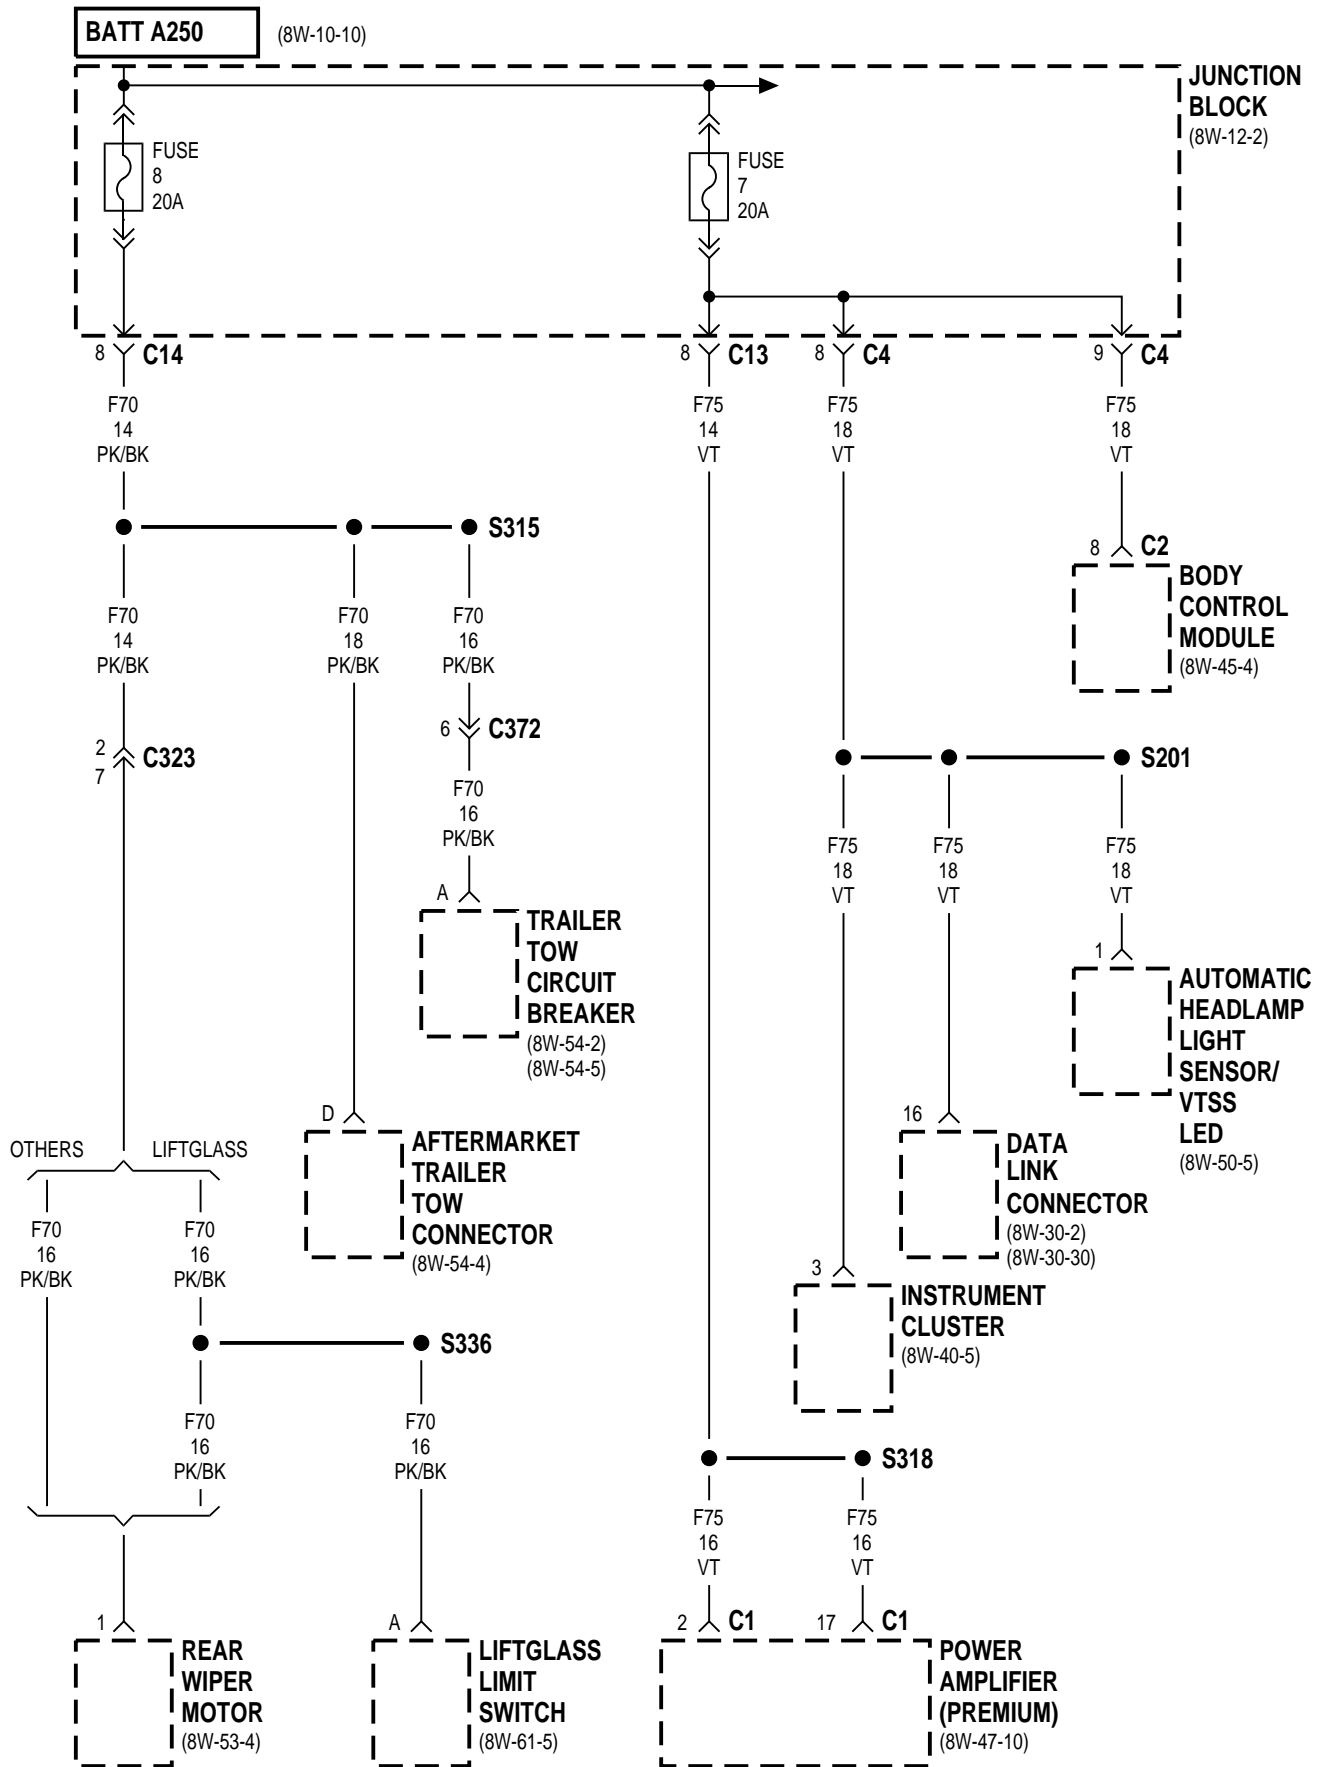 BATT A250 (8W-10-10)
JUNCTION
BLOCK
(8W-12-2)
FUSE
8
20A
FUSE
7
20A
8 C14
8 C13
8 C4
9 C4
F70
14
PK/BK
F75
14
VT
F75
18
VT
F75
18
VT
S315
8 C2
BODY
CONTROL
MODULE
(8W-45-4)
F70
14
PK/BK
F70
18
PK/BK
F70
16
PK/BK
6 C372
2
7
C323
S201
F70
16
PK/BK
F75
18
VT
F75
18
VT
F75
18
VT
A
TRAILER
TOW
CIRCUIT
BREAKER
(8W-54-2)
(8W-54-5)
1
AUTOMATIC
HEADLAMP
LIGHT
SENSOR/
VTSS
LED
(8W-50-5)
D
AFTERMARKET
TRAILER
TOW
CONNECTOR
(8W-54-4)
16
DATA
LINK
CONNECTOR
(8W-30-2)
(8W-30-30)
OTHERS
LIFTGLASS
F70
16
PK/BK
F70
16
PK/BK
3
INSTRUMENT
CLUSTER
(8W-40-5)
S336
F70
16
PK/BK
F70
16
PK/BK
S318
F75
16
VT
F75
16
VT
1
REAR
WIPER
MOTOR
(8W-53-4)
A
LIFTGLASS
LIMIT
SWITCH
(8W-61-5)
2 C1
17 C1
POWER
AMPLIFIER
(PREMIUM)
(8W-47-10)